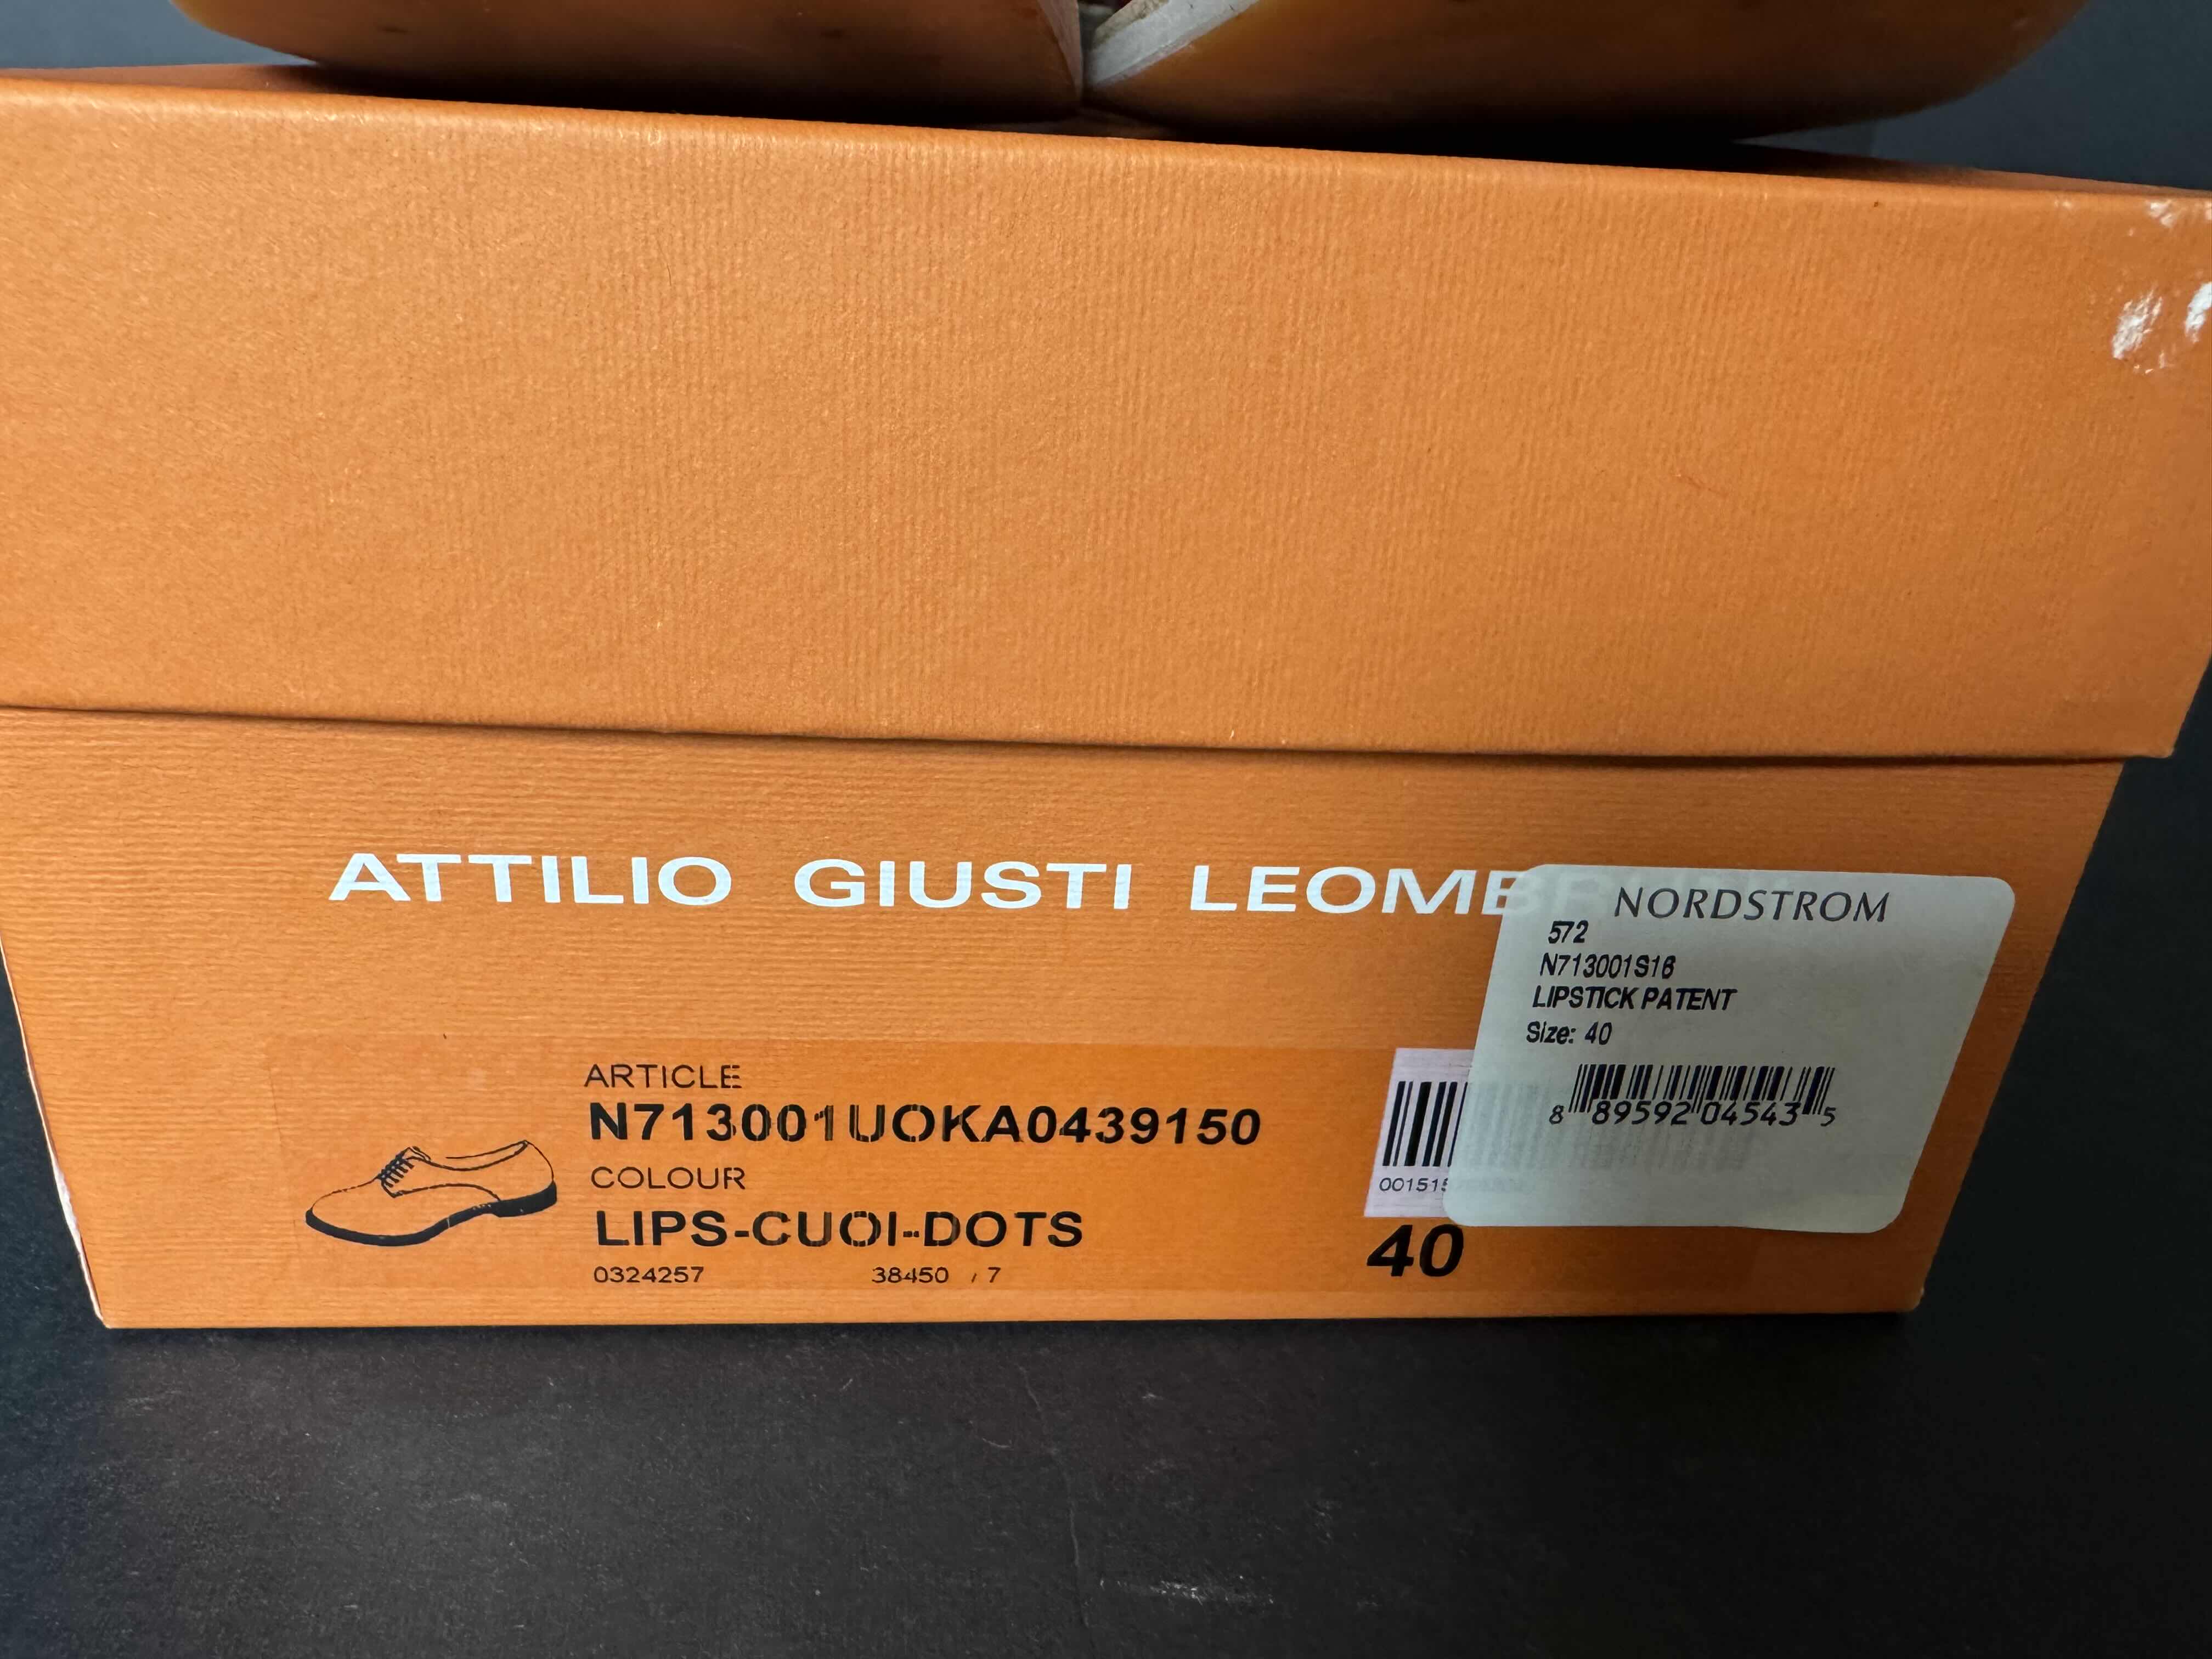 ATTILIO GIUSTI LEOMB
NORDSTROM
572
N713001S16
LIPSTICK PATENT
Size: 40
8 89592 04543 5
ARTICLE
N713001UOKA0439150
COLOUR
LIPS-CUOI-DOTS
0324257 38450 / 7
001515
40